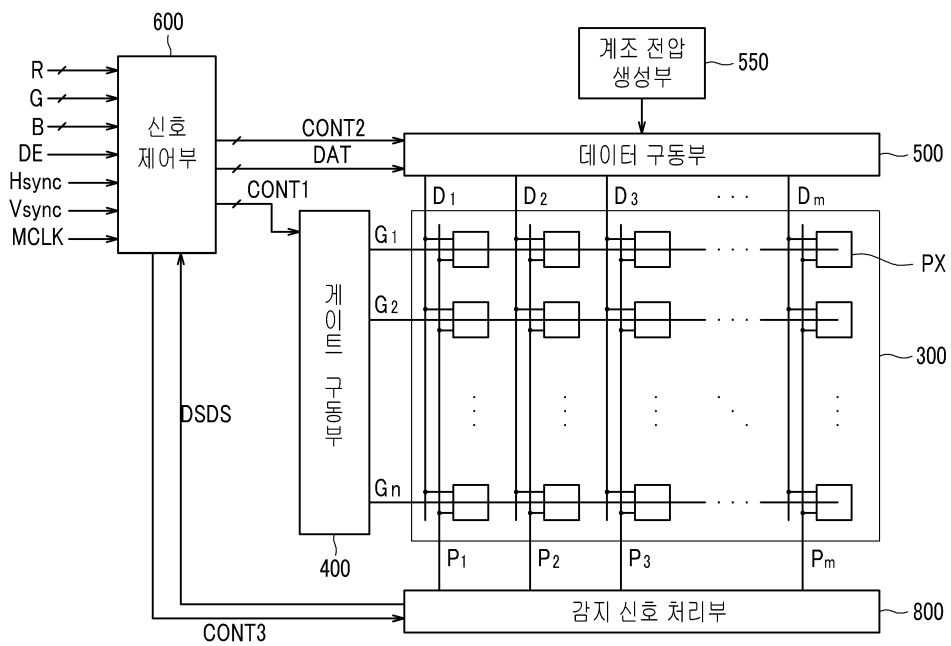 600
R
G
B
DE
Hsync
Vsync
MCLK
신호
제어부
계조 전압
생성부
550
CONT2
DAT
CONT1
데이터 구동부
500
D1
D2
D3
· · ·
Dm
게이트 구동부
400
G1
G2
Gn
PX
300
DSDS
P1
P2
P3
Pm
감지 신호 처리부
800
CONT3